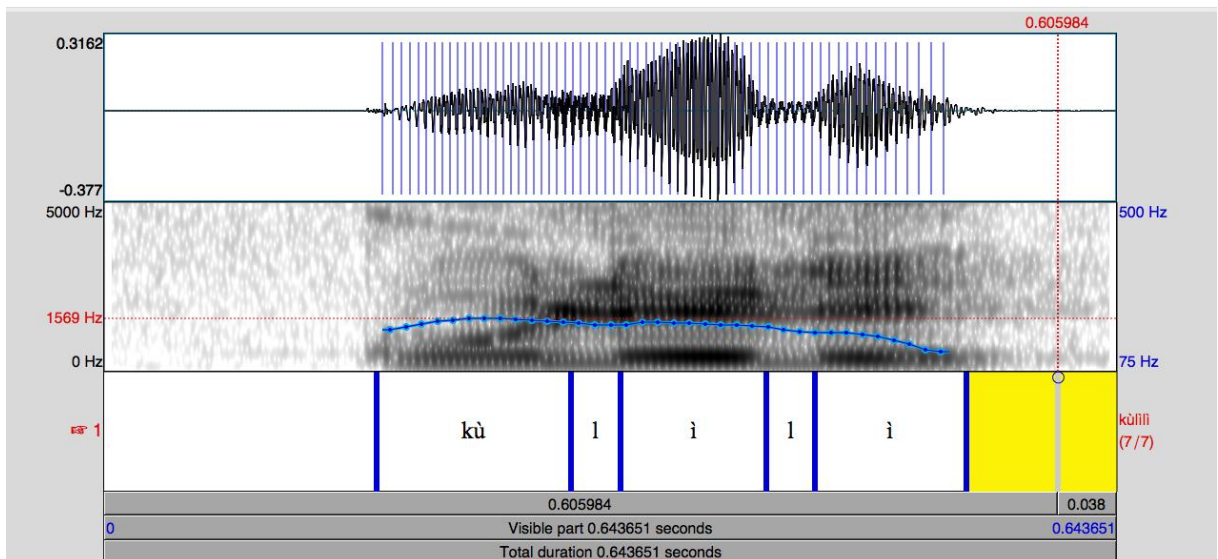 0.605984
0.3162
-0.377
5000 Hz
500 Hz
1569 Hz
0 Hz
75 Hz
☞ 1
kù l ì l ì
kùlìlì
(7/7)
0.605984 0.038
0 Visible part 0.643651 seconds 0.643651
Total duration 0.643651 seconds